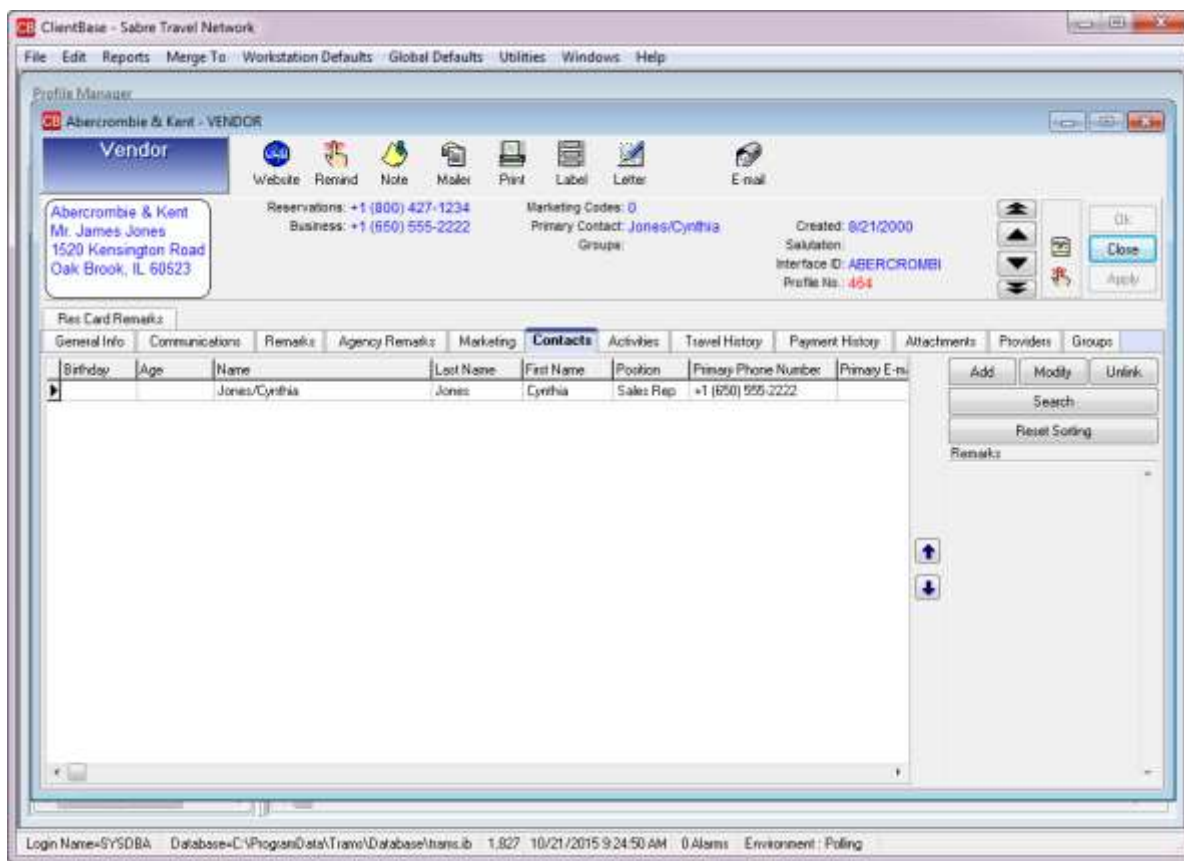 CB ClientBase - Sabre Travel Network
File Edit Reports Merge To Workstation Defaults Global Defaults Utilities Windows Help
Profile Manager
CB Abercrombie & Kent - VENDOR
Vendor
Website Remind Note Mailer Print Label Letter E-mail
Abercrombie & Kent
Mr. James Jones
1520 Kensington Road
Oak Brook, IL 60523
Reservations: +1 (800) 427-1234
Business: +1 (650) 555-2222
Marketing Codes: 0
Primary Contact: Jones/Cynthia
Groups:
Created: 8/21/2000
Salutation:
Interface ID: ABERCROMBI
Profile No.: 464
Ok
Close
Apply
Res Card Remarks
General Info Communications Remarks Agency Remarks Marketing Contacts Activities Travel History Payment History Attachments Providers Groups
Birthday Age Name Last Name First Name Position Primary Phone Number Primary E-m
Jones/Cynthia Jones Cynthia Sales Rep +1 (650) 555-2222
Add Modify Unlink
Search
Reset Sorting
Remarks
Login Name=SYSDBA Database=C:\ProgramData\Trams\Database\trams.ib 1,827 10/21/2015 9:24:50 AM 0 Alarms Environment : Polling